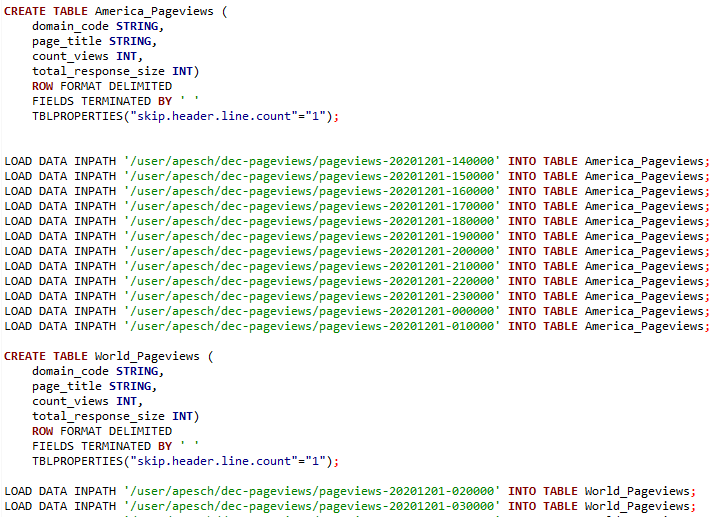 CREATE TABLE America_Pageviews (
    domain_code STRING,
    page_title STRING,
    count_views INT,
    total_response_size INT)
    ROW FORMAT DELIMITED
    FIELDS TERMINATED BY ' '
    TBLPROPERTIES("skip.header.line.count"="1");
LOAD DATA INPATH '/user/apesch/dec-pageviews/pageviews-20201201-140000' INTO TABLE America_Pageviews;
LOAD DATA INPATH '/user/apesch/dec-pageviews/pageviews-20201201-150000' INTO TABLE America_Pageviews;
LOAD DATA INPATH '/user/apesch/dec-pageviews/pageviews-20201201-160000' INTO TABLE America_Pageviews;
LOAD DATA INPATH '/user/apesch/dec-pageviews/pageviews-20201201-170000' INTO TABLE America_Pageviews;
LOAD DATA INPATH '/user/apesch/dec-pageviews/pageviews-20201201-180000' INTO TABLE America_Pageviews;
LOAD DATA INPATH '/user/apesch/dec-pageviews/pageviews-20201201-190000' INTO TABLE America_Pageviews;
LOAD DATA INPATH '/user/apesch/dec-pageviews/pageviews-20201201-200000' INTO TABLE America_Pageviews;
LOAD DATA INPATH '/user/apesch/dec-pageviews/pageviews-20201201-210000' INTO TABLE America_Pageviews;
LOAD DATA INPATH '/user/apesch/dec-pageviews/pageviews-20201201-220000' INTO TABLE America_Pageviews;
LOAD DATA INPATH '/user/apesch/dec-pageviews/pageviews-20201201-230000' INTO TABLE America_Pageviews;
LOAD DATA INPATH '/user/apesch/dec-pageviews/pageviews-20201201-000000' INTO TABLE America_Pageviews;
LOAD DATA INPATH '/user/apesch/dec-pageviews/pageviews-20201201-010000' INTO TABLE America_Pageviews;
CREATE TABLE World_Pageviews (
    domain_code STRING,
    page_title STRING,
    count_views INT,
    total_response_size INT)
    ROW FORMAT DELIMITED
    FIELDS TERMINATED BY ' '
    TBLPROPERTIES("skip.header.line.count"="1");
LOAD DATA INPATH '/user/apesch/dec-pageviews/pageviews-20201201-020000' INTO TABLE World_Pageviews;
LOAD DATA INPATH '/user/apesch/dec-pageviews/pageviews-20201201-030000' INTO TABLE World_Pageviews;